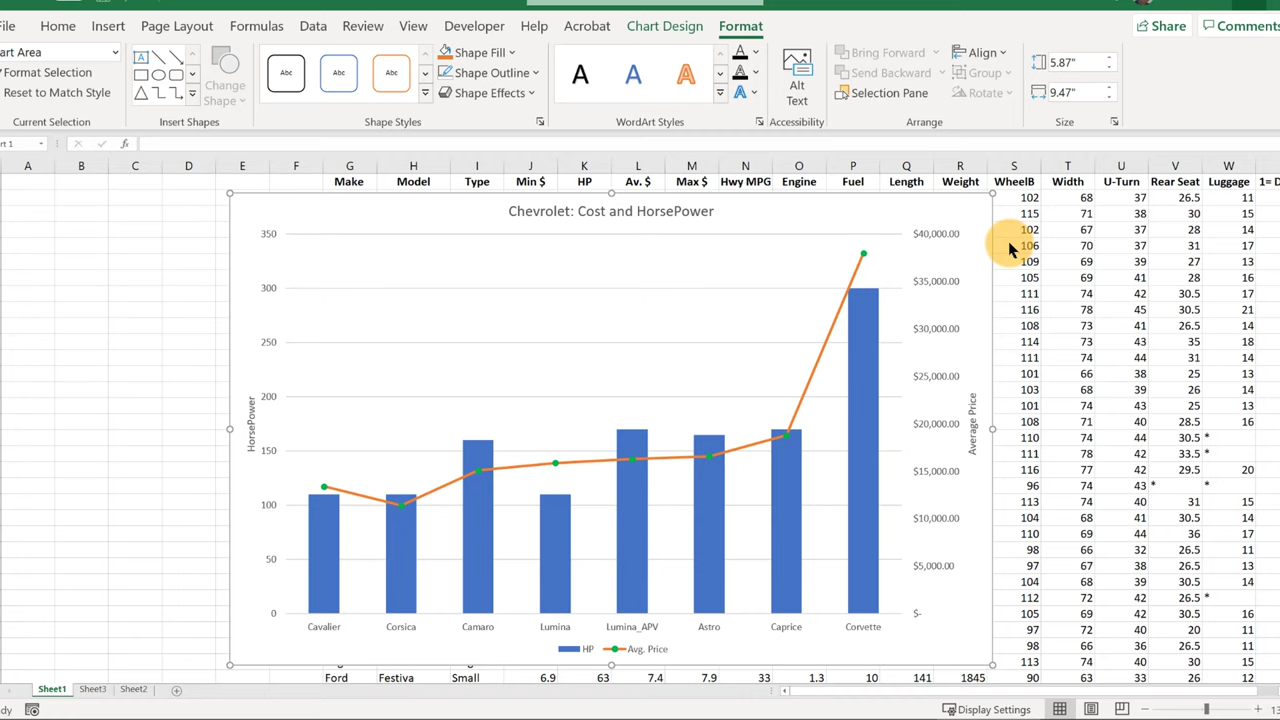 File Home Insert Page Layout Formulas Data Review View Developer Help Acrobat Chart Design Format Share Comments
Chart Area Shape Fill Align 5.87"
Format Selection Abc Abc Abc Shape Outline A A A Bring Forward Group
Reset to Match Style Change Shape Shape Effects Alt Text Send Backward Selection Pane Rotate 9.47"
Current Selection Insert Shapes Shape Styles WordArt Styles Accessibility Arrange Size
fx
A B C D E F G H I J K L M N O P Q R S T U V W
Make Model Type Min $ HP Av. $ Max $ Hwy MPG Engine Fuel Length Weight WheelB Width U-Turn Rear Seat Luggage 1= D
Chevrolet: Cost and HorsePower
350
300
250
200
150
100
50
0
HorsePower
$40,000.00
$35,000.00
$30,000.00
$25,000.00
$20,000.00
$15,000.00
$10,000.00
$5,000.00
$-
Average Price
Cavalier Corsica Camaro Lumina Lumina_APV Astro Caprice Corvette
HP Avg. Price
102 68 37 26.5 11
115 71 38 30 15
102 67 37 28 14
106 70 37 31 17
109 69 39 27 13
105 69 41 28 16
111 74 42 30.5 17
116 78 45 30.5 21
108 73 41 26.5 14
114 73 43 35 18
111 74 44 31 14
101 66 38 25 13
103 68 39 26 14
101 74 43 25 13
108 71 40 28.5 16
110 74 44 30.5 *
111 78 42 33.5 *
116 77 42 29.5 20
96 74 43 * *
113 74 40 31 15
104 68 41 30.5 14
110 69 44 36 17
98 66 32 26.5 11
97 67 38 26.5 13
104 68 39 30.5 14
112 72 42 26.5 *
105 69 42 30.5 16
97 72 40 20 11
98 66 36 26.5 11
113 74 40 30 15
Ford Festiva Small 6.9 63 7.4 7.9 33 1.3 10 141 1845 90 63 33 26 12
Sheet1 Sheet3 Sheet2
Display Settings